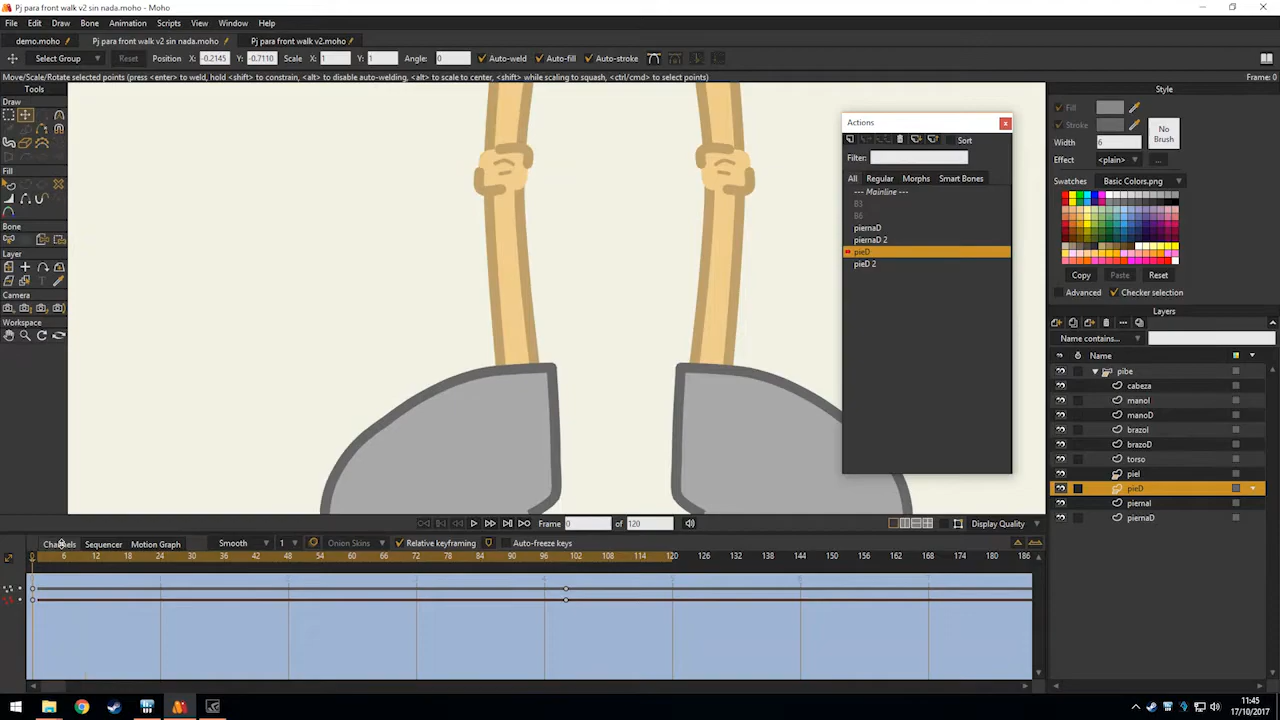 Pj para front walk v2 sin nada.moho - Moho
File Edit Draw Bone Animation Scripts View Window Help
demo.moho Pj para front walk v2 sin nada.moho Pj para front walk v2.moho
Select Group Reset Position X: -0.2145 Y: -0.7110 Scale X: 1 Y: 1 Angle: 0 Auto-weld Auto-fill Auto-stroke
Move/Scale/Rotate selected points (press <enter> to weld, hold <shift> to constrain, <alt> to disable auto-welding, <alt> to scale to center, <shift> while scaling to squash, <ctrl/cmd> to select points) Frame: 0
Tools
Draw
Fill
Bone
Layer
Camera
Workspace
Actions
Sort
Filter:
All Regular Morphs Smart Bones
--- Mainline ---
B3
B6
piernaD
piernaD 2
pieD
pieD 2
Style
Fill
Stroke
No Brush
Width 6
Effect <plain> ...
Swatches Basic Colors.png
Copy Paste Reset
Advanced Checker selection
Layers
Name contains...
Name
pibe
cabeza
manoI
manoD
brazoI
brazoD
torso
pieI
pieD
piernaI
piernaD
Frame 0 of 120 Display Quality
Channels Sequencer Motion Graph Smooth 1 Onion Skins Relative keyframing Auto-freeze keys
6 12 18 24 30 36 42 48 54 60 66 72 78 84 90 96 102 108 114 120 126 132 138 144 150 156 162 168 174 180 186
11:45
17/10/2017